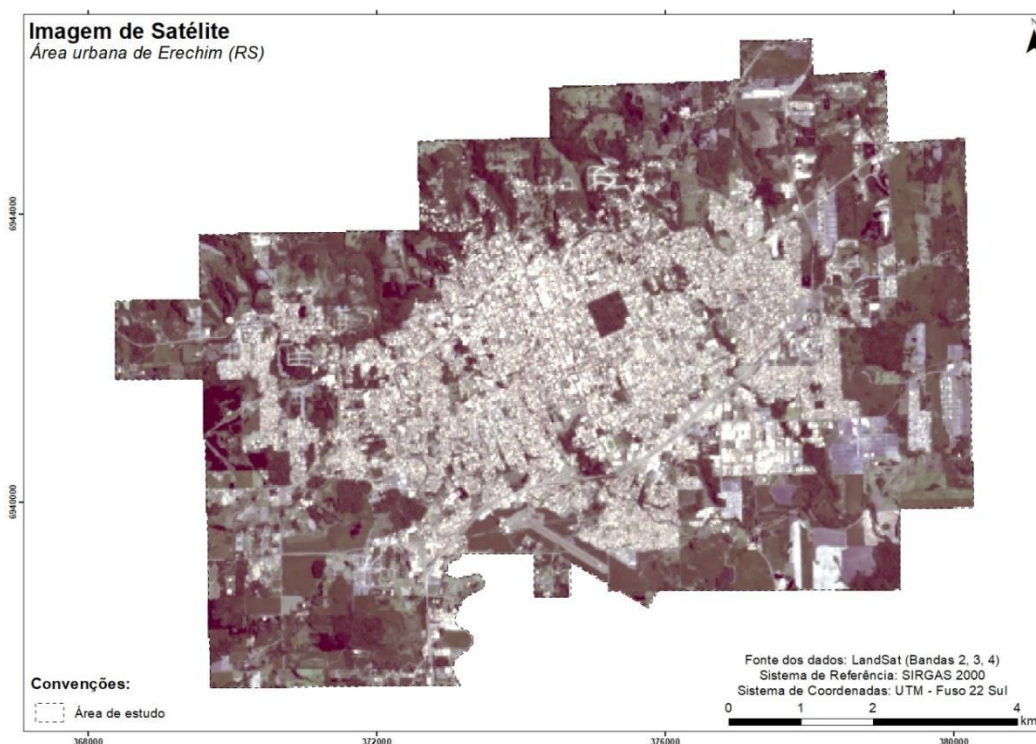 Imagem de Satélite
Área urbana de Erechim (RS)
N
6944000
6940000
Convenções:
Área de estudo
Fonte dos dados: LandSat (Bandas 2, 3, 4)
Sistema de Referência: SIRGAS 2000
Sistema de Coordenadas: UTM - Fuso 22 Sul
0 1 2 4
km
368000 372000 376000 380000